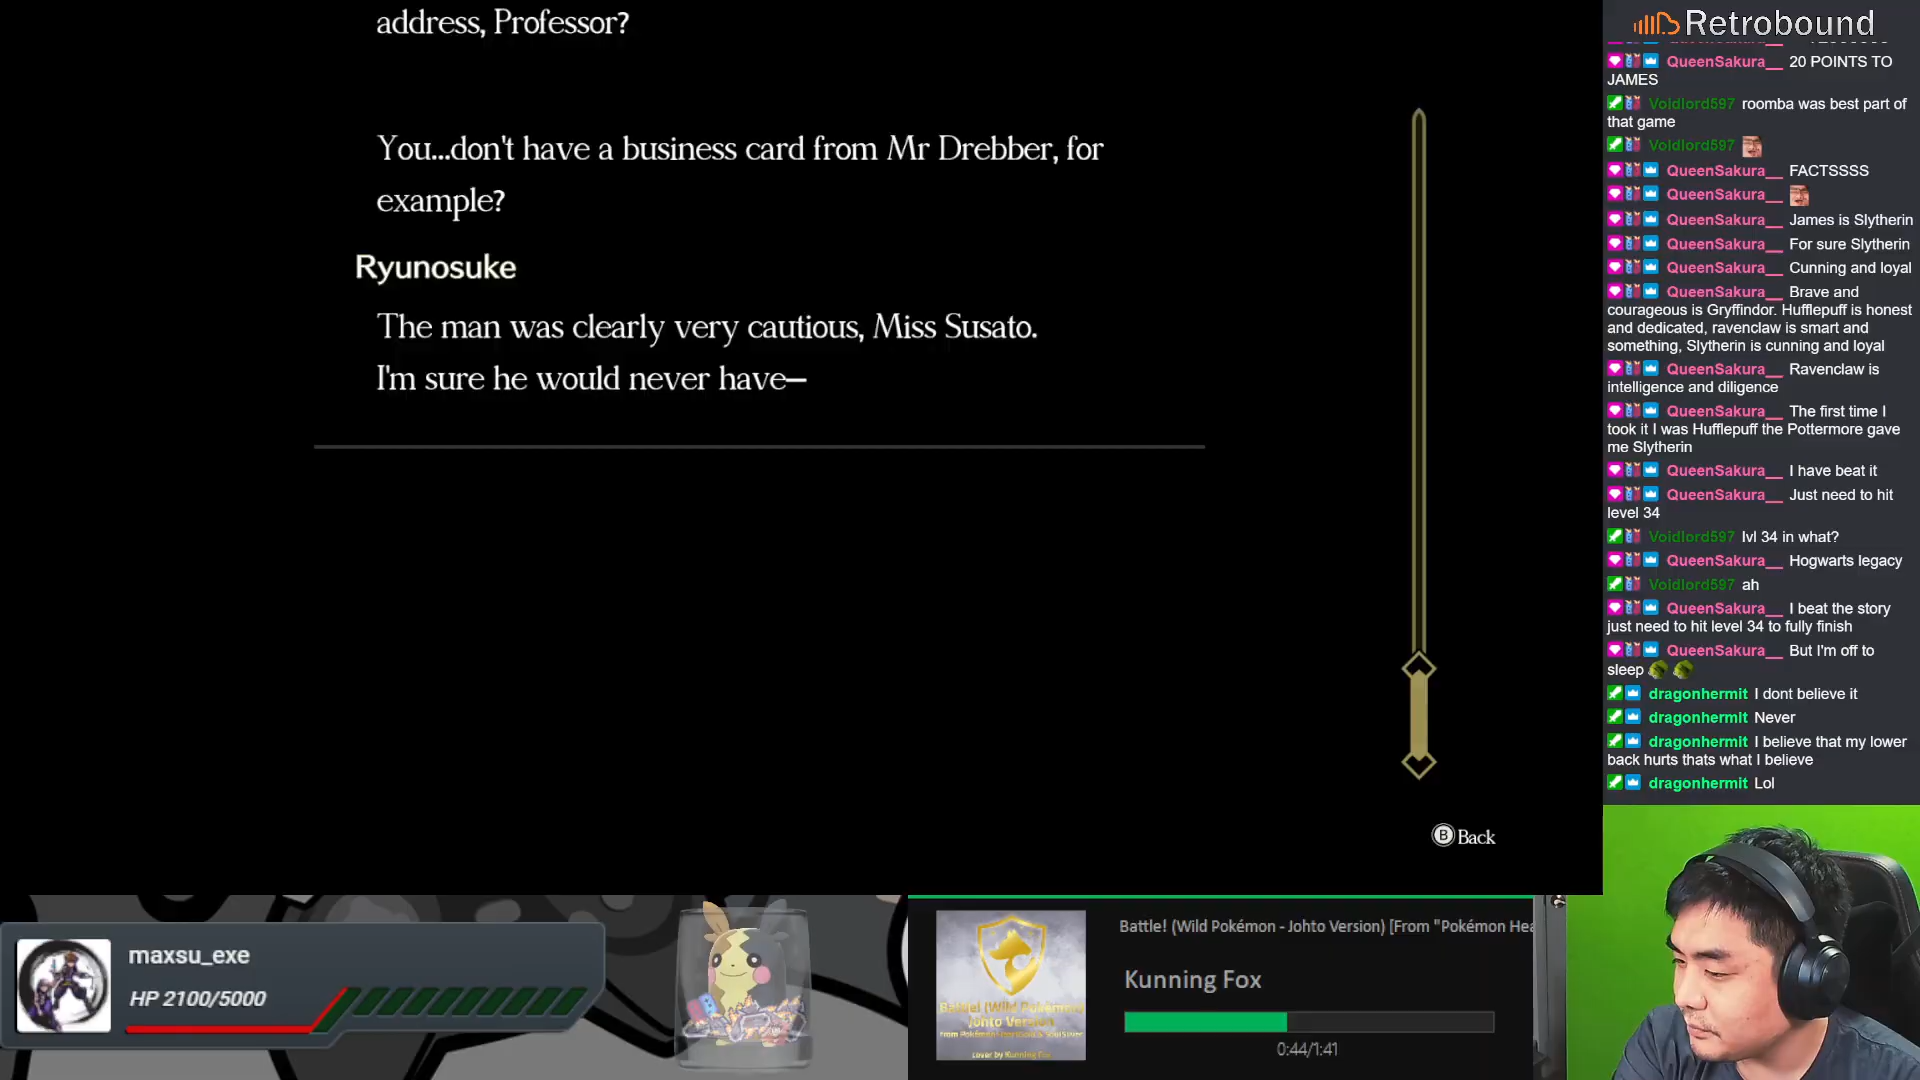 address, Professor?
You...don't have a business card from Mr Drebber, for
example?
Ryunosuke
The man was clearly very cautious, Miss Susato.
I'm sure he would never have—
B Back
Retrobound
QueenSakura__ 20 POINTS TO
JAMES
Voidlord597 roomba was best part of
that game
Voidlord597
QueenSakura__ FACTSSSS
QueenSakura__
QueenSakura__ James is Slytherin
QueenSakura__ For sure Slytherin
QueenSakura__ Cunning and loyal
QueenSakura__ Brave and
courageous is Gryffindor. Hufflepuff is honest
and dedicated, ravenclaw is smart and
something, Slytherin is cunning and loyal
QueenSakura__ Ravenclaw is
intelligence and diligence
QueenSakura__ The first time I
took it I was Hufflepuff the Pottermore gave
me Slytherin
QueenSakura__ I have beat it
QueenSakura__ Just need to hit
level 34
Voidlord597 lvl 34 in what?
QueenSakura__ Hogwarts legacy
Voidlord597 ah
QueenSakura__ I beat the story
just need to hit level 34 to fully finish
QueenSakura__ But I'm off to
sleep
dragonhermit I dont believe it
dragonhermit Never
dragonhermit I believe that my lower
back hurts thats what I believe
dragonhermit Lol
maxsu_exe
HP 2100/5000
Battle! (Wild Pokémon
Johto Version)
Cover by Kunning Fox
Battle! (Wild Pokémon - Johto Version) [From "Pokémon Hea
Kunning Fox
0:44/1:41